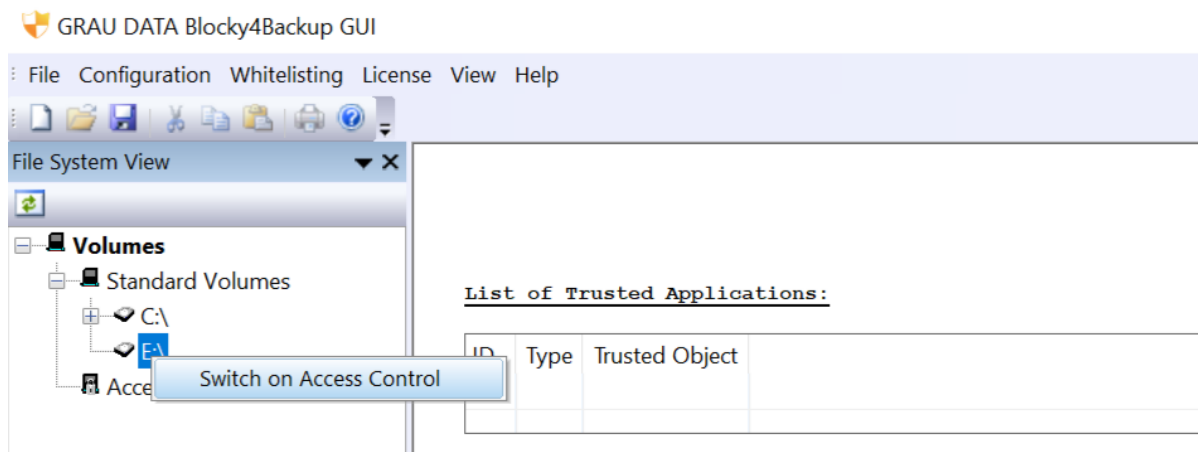 GRAU DATA Blocky4Backup GUI
File Configuration Whitelisting License View Help
File System View
Volumes
Standard Volumes
C:\
E:\
Switch on Access Control
List of Trusted Applications:
ID Type Trusted Object